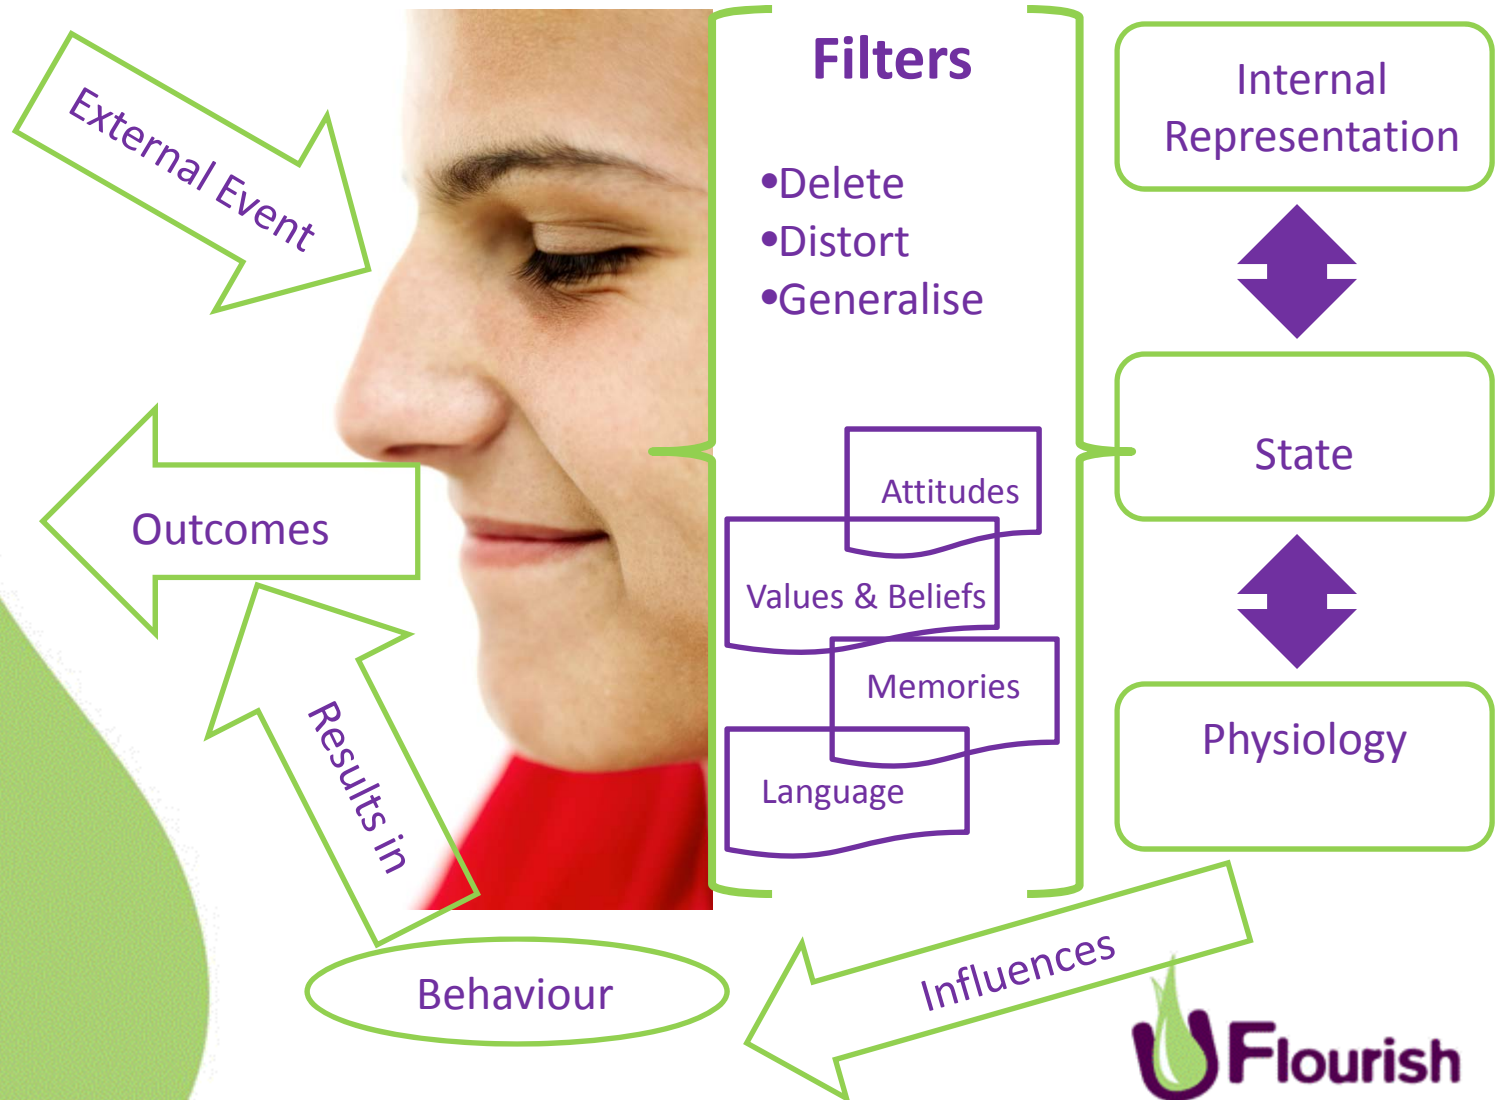 External Event
Filters
•Delete
•Distort
•Generalise
Attitudes
Values & Beliefs
Memories
Language
Internal
Representation
State
Physiology
Influences
Behaviour
Results in
Outcomes
UFlourish